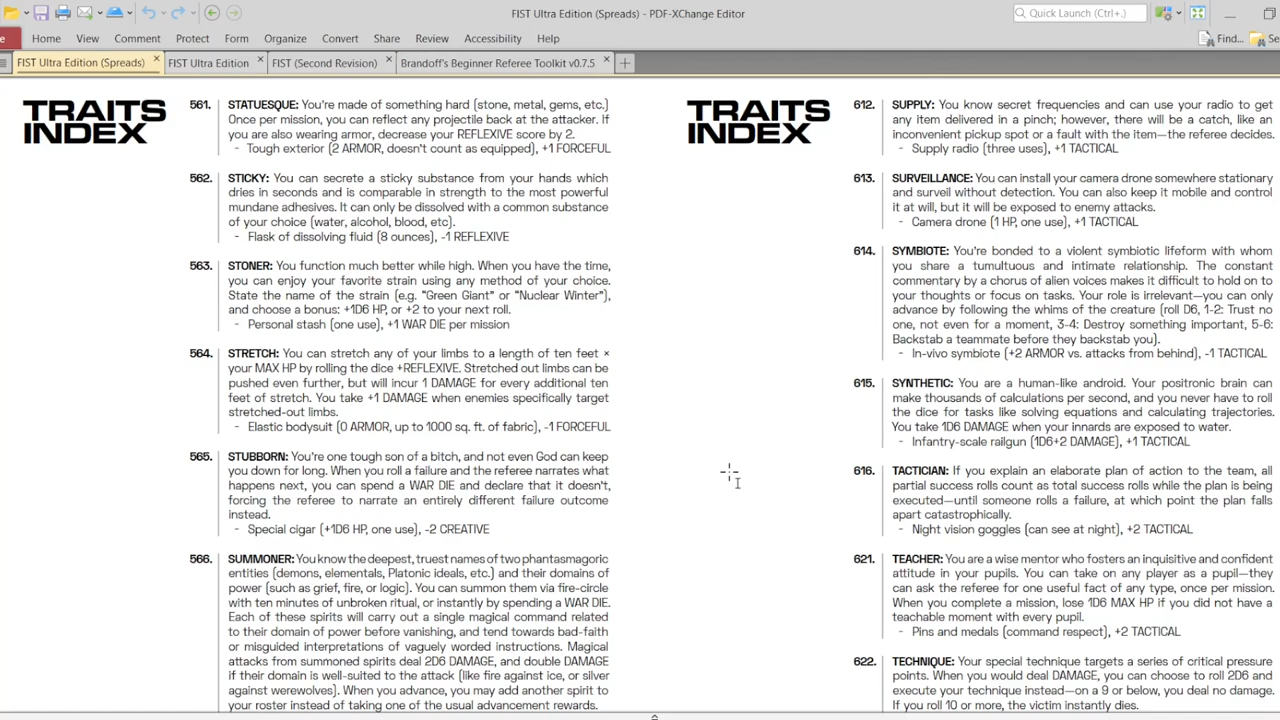 FIST Ultra Edition (Spreads) - PDF-XChange Editor
Quick Launch (Ctrl+.)
Home View Comment Protect Form Organize Convert Share Review Connect Accessibility Help
Find...
FIST Ultra Edition (Spreads) × FIST Ultra Edition × FIST (Second Revision) × Brandoff's Beginner Referee Toolkit v0.7.5 × +
TRAITS
INDEX
561. STATUESQUE: You're made of something hard (stone, metal, gems, etc.)
Once per mission, you can reflect any projectile back at the attacker. If
you are also wearing armor, decrease your REFLEXIVE score by 2.
- Tough exterior (2 ARMOR, doesn't count as equipped), +1 FORCEFUL
562. STICKY: You can secrete a sticky substance from your hands which
dries in seconds and is comparable in strength to the most powerful
mundane adhesives. It can only be dissolved with a common substance
of your choice (water, alcohol, blood, etc).
- Flask of dissolving fluid (8 ounces), -1 REFLEXIVE
563. STONER: You function much better while high. When you have the time,
you can enjoy your favorite strain using any method of your choice.
State the name of the strain (e.g. “Green Giant” or “Nuclear Winter”),
and choose a bonus: +1D6 HP, or +2 to your next roll.
- Personal stash (one use), +1 WAR DIE per mission
564. STRETCH: You can stretch any of your limbs to a length of ten feet ×
your MAX HP by rolling the dice +REFLEXIVE. Stretched out limbs can be
pushed even further, but will incur 1 DAMAGE for every additional ten
feet of stretch. You take +1 DAMAGE when enemies specifically target
stretched-out limbs.
- Elastic bodysuit (0 ARMOR, up to 1000 sq. ft. of fabric), -1 FORCEFUL
565. STUBBORN: You're one tough son of a bitch, and not even God can keep
you down for long. When you roll a failure and the referee narrates what
happens next, you can spend a WAR DIE and declare that it doesn't,
forcing the referee to narrate an entirely different failure outcome
instead.
- Special cigar (+1D6 HP, one use), -2 CREATIVE
566. SUMMONER: You know the deepest, truest names of two phantasmagoric
entities (demons, elementals, Platonic ideals, etc.) and their domains of
power (such as grief, fire, or logic). You can summon them via fire-circle
with ten minutes of unbroken ritual, or instantly by spending a WAR DIE.
Each of these spirits will carry out a single magical command related
to their domain of power before vanishing, and tend towards bad-faith
or misguided interpretations of vaguely worded instructions. Magical
attacks from summoned spirits deal 2D6 DAMAGE, and double DAMAGE
if their domain is well-suited to the attack (like fire against ice, or silver
against werewolves). When you advance, you may add another spirit to
your roster instead of taking one of the usual advancement rewards.
TRAITS
INDEX
612. SUPPLY: You know secret frequencies and can use your radio to get
any item delivered in a pinch; however, there will be a catch, like an
inconvenient pickup spot or a fault with the item—the referee decides.
- Supply radio (three uses), +1 TACTICAL
613. SURVEILLANCE: You can install your camera drone somewhere stationary
and surveil without detection. You can also keep it mobile and control
it at will, but it will be exposed to enemy attacks.
- Camera drone (1 HP, one use), +1 TACTICAL
614. SYMBIOTE: You're bonded to a violent symbiotic lifeform with whom
you share a tumultuous and intimate relationship. The constant
commentary by a chorus of alien voices makes it difficult to hold on to
your thoughts or focus on tasks. Your role is irrelevant—you can only
advance by following the whims of the creature (roll D6, 1-2: Trust no
one, not even for a moment, 3-4: Destroy something important, 5-6:
Backstab a teammate before they backstab you).
- In-vivo symbiote (+2 ARMOR vs. attacks from behind), -1 TACTICAL
615. SYNTHETIC: You are a human-like android. Your positronic brain can
make thousands of calculations per second, and you never have to roll
the dice for tasks like solving equations and calculating trajectories.
You take 1D6 DAMAGE when your innards are exposed to water.
- Infantry-scale railgun (1D6+2 DAMAGE), +1 TACTICAL
616. TACTICIAN: If you explain an elaborate plan of action to the team, all
partial success rolls count as total success rolls while the plan is being
executed—until someone rolls a failure, at which point the plan falls
apart catastrophically.
- Night vision goggles (can see at night), +2 TACTICAL
621. TEACHER: You are a wise mentor who fosters an inquisitive and confident
attitude in your pupils. You can take on any player as a pupil—they
can ask the referee for one useful fact of any type, once per mission.
When you complete a mission, lose 1D6 MAX HP if you did not have a
teachable moment with every pupil.
- Pins and medals (command respect), +2 TACTICAL
622. TECHNIQUE: Your special technique targets a series of critical pressure
points. When you would deal DAMAGE, you can choose to roll 2D6 and
execute your technique instead—on a 9 or below, you deal no damage.
If you roll 10 or more, the victim instantly dies.